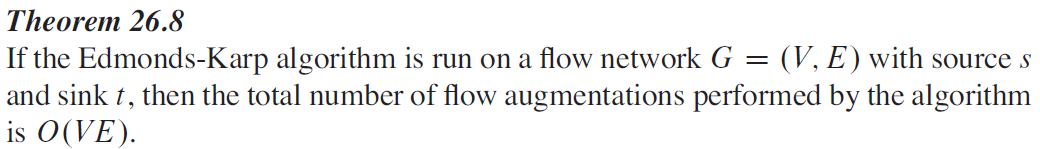 Theorem 26.8
If the Edmonds-Karp algorithm is run on a flow network G = (V, E) with source s
and sink t, then the total number of flow augmentations performed by the algorithm
is O(VE).